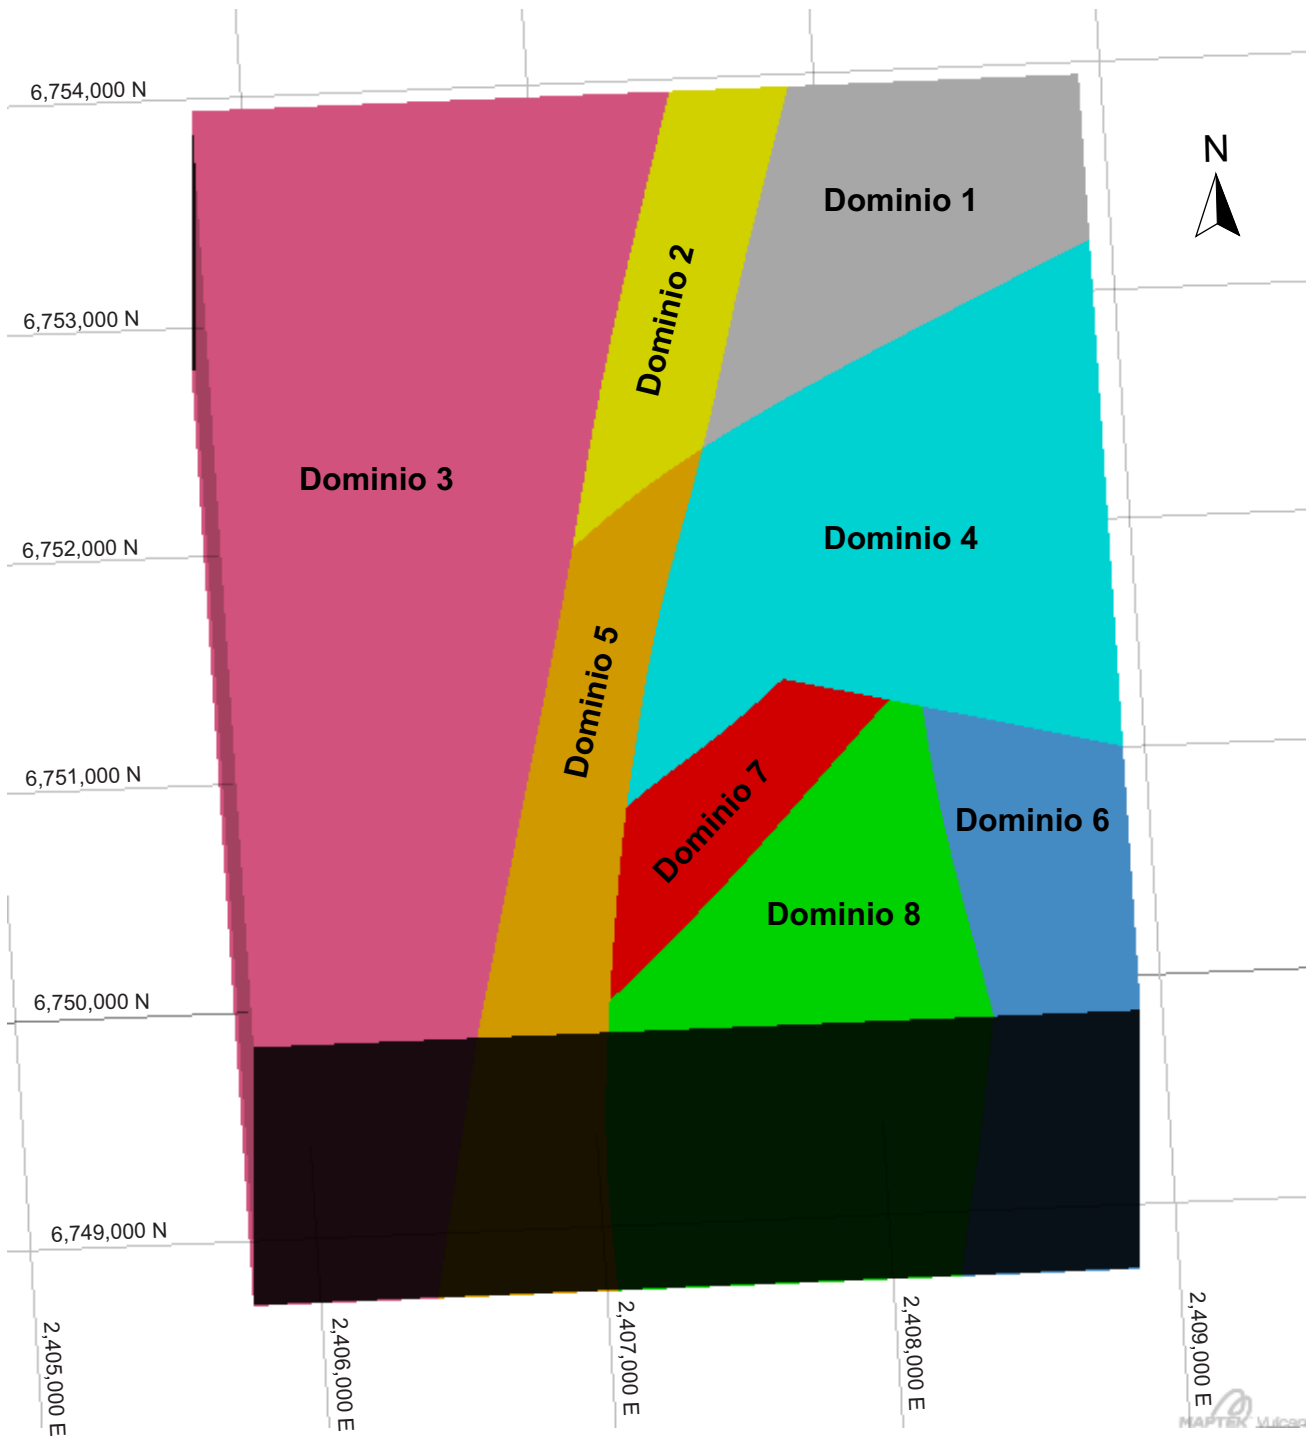 6,754,000 N
N
Dominio 1
6,753,000 N
Dominio 2
Dominio 3
6,752,000 N
Dominio 4
Dominio 5
6,751,000 N
Dominio 7
Dominio 6
Dominio 8
6,750,000 N
6,749,000 N
2,405,000 E
2,406,000 E
2,407,000 E
2,408,000 E
2,409,000 E
MAPTEK Vulcan